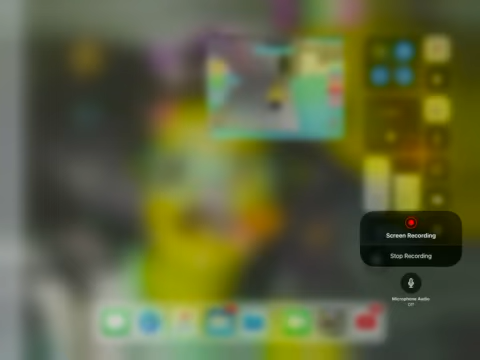 Screen Recording
Stop Recording
Microphone Audio
Off